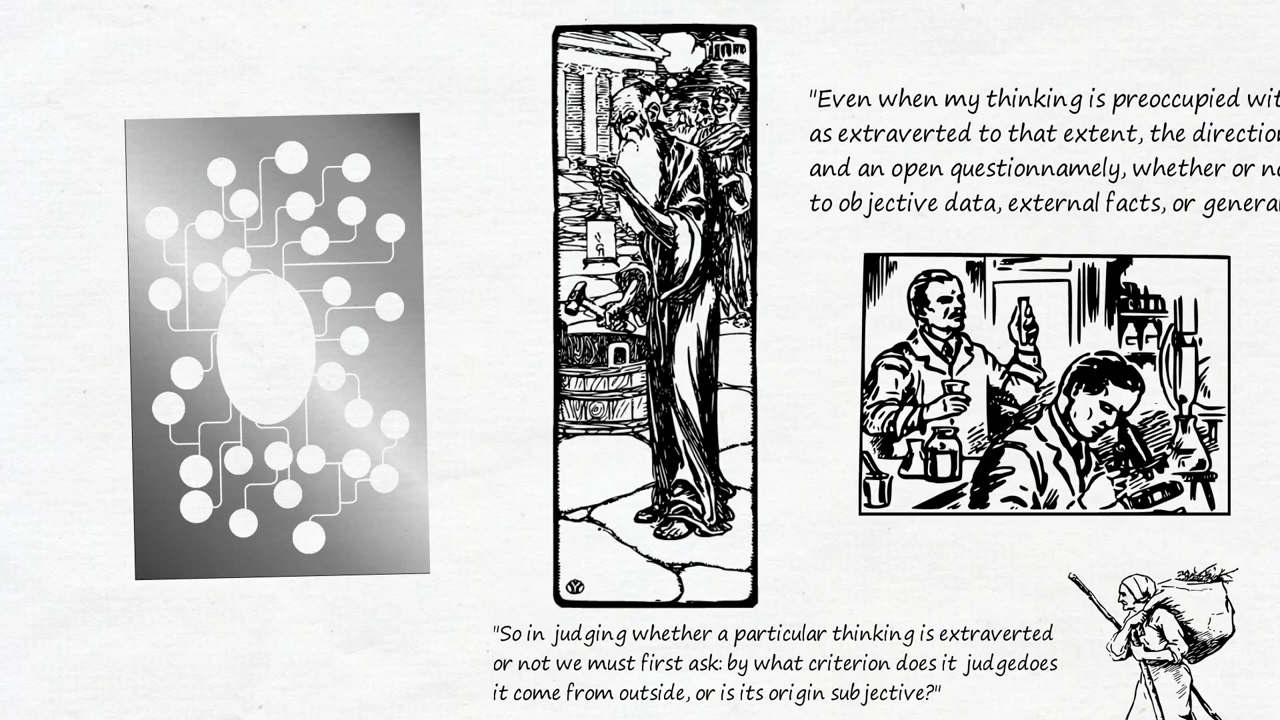 "Even when my thinking is preoccupied wit
as extraverted to that extent, the direction
and an open questionnamely, whether or no
to objective data, external facts, or general
"So in judging whether a particular thinking is extraverted
or not we must first ask: by what criterion does it judgedoes
it come from outside, or is its origin subjective?"